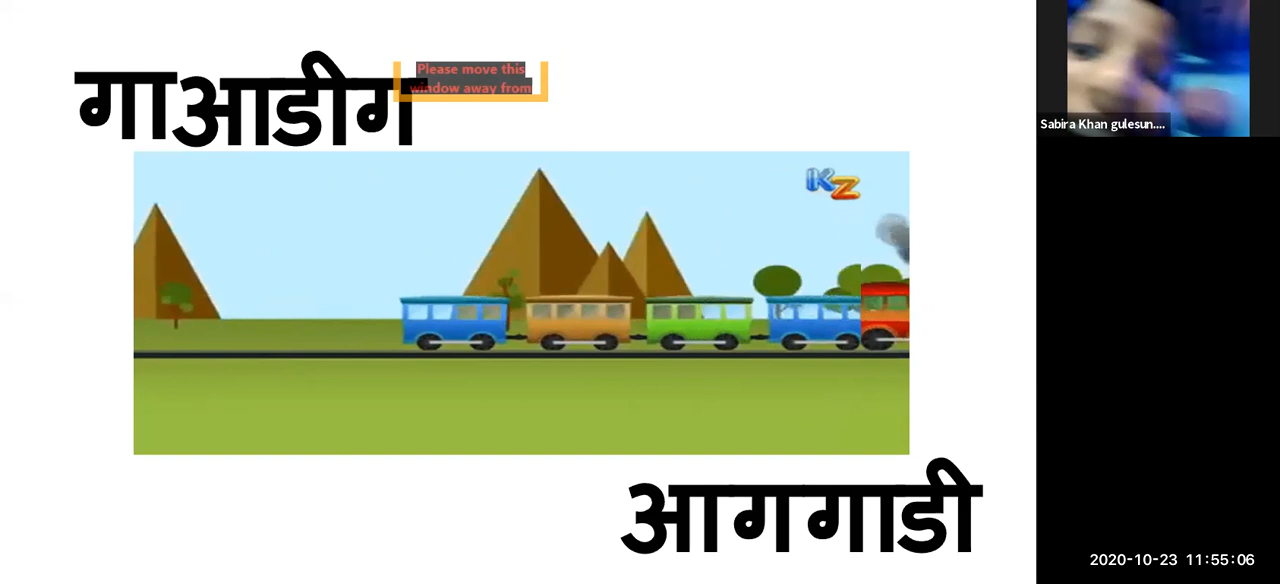 गाआडीग
Please move this
window away from
KZ
Sabira Khan gulesun....
आगगाडी
2020-10-23 11:55:06